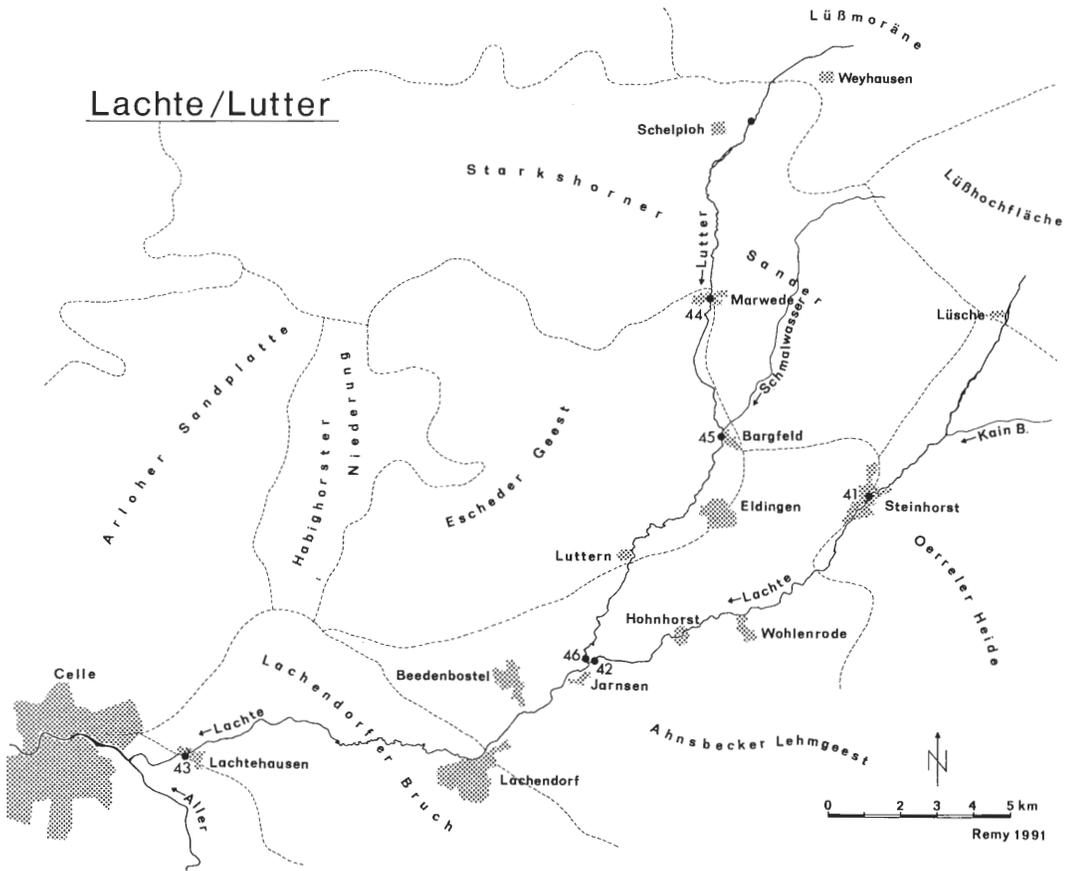 Lüßmoräne
Weyhausen
Lachte/Lutter
Schelploh
Starkshorner
Lüßhochfläche
Lutter
Sander
Marwede
44
Lüsche
Schmalwasser
Arloher Sandplatte
Habighorster
Niederung
Escheder Geest
45
Bargfeld
Kain B.
41
Steinhorst
Eldingen
Luttern
Oerreler Heide
Lachte
Hohnhorst
Wohlenrode
46
42
Jarnsen
Beedenbostel
Celle
Lachendorfer Bruch
Lachte
Ahnsbecker Lehmgeest
43
Lachtehausen
Lachendorf
Aller
N
0 2 3 5 km
Remy 1991